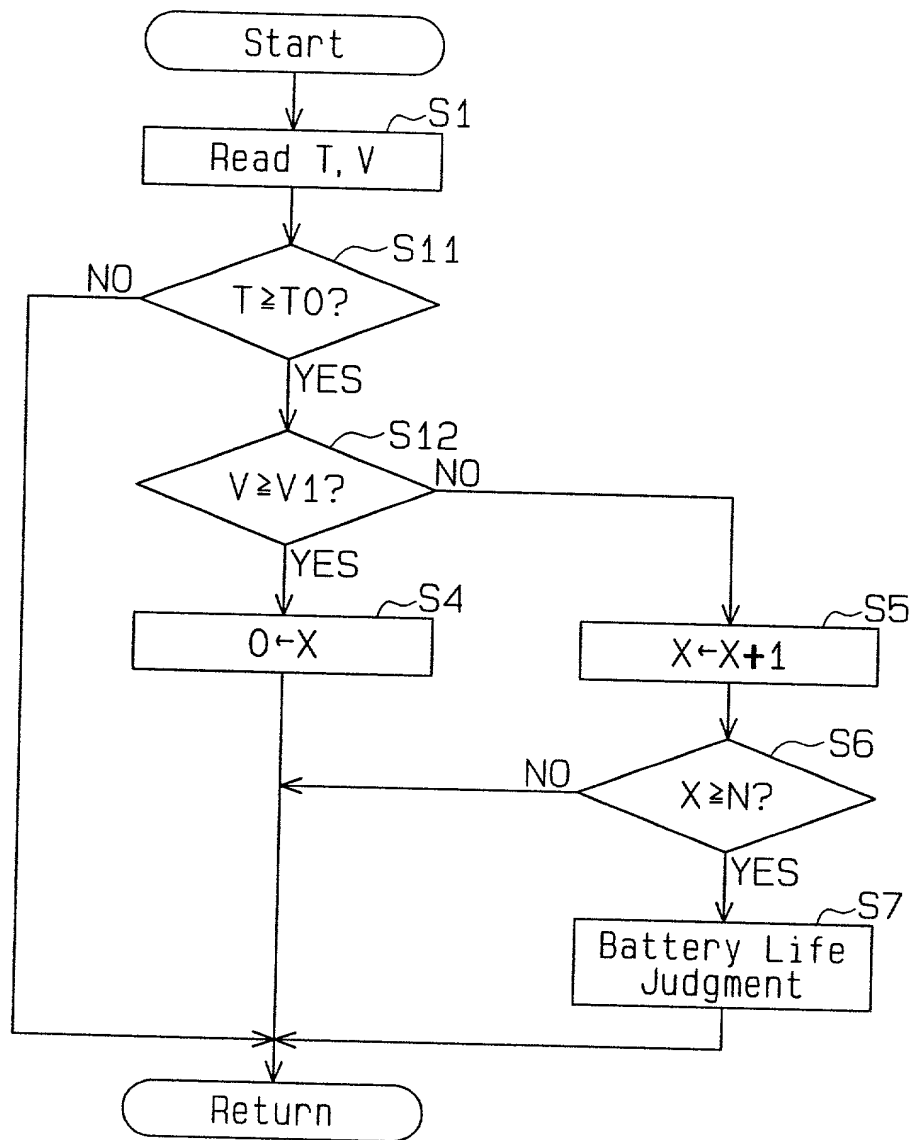 Start
S1
Read T, V
S11
T≧T0?
NO
YES
S12
V≧V1?
NO
YES
S4
0←X
S5
X←X+1
S6
X≧N?
NO
YES
S7
Battery Life
Judgment
Return